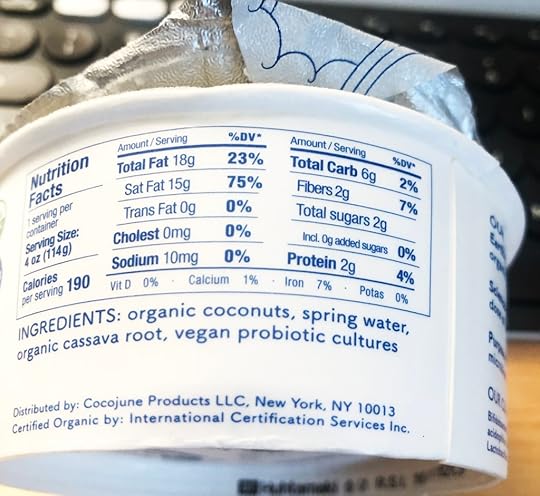 Nutrition
Facts
1 serving per
container
Serving Size:
4 oz (114g)
Calories
per serving 190
Amount / Serving %DV*
Total Fat 18g 23%
Sat Fat 15g 75%
Trans Fat 0g 0%
Cholest 0mg 0%
Sodium 10mg 0%
Amount / Serving %DV*
Total Carb 6g 2%
Fibers 2g 7%
Total sugars 2g
Incl. 0g added sugars 0%
Protein 2g 4%
Vit D 0% · Calcium 1% · Iron 7% · Potas 0%
INGREDIENTS: organic coconuts, spring water,
organic cassava root, vegan probiotic cultures
Distributed by: Cocojune Products LLC, New York, NY 10013
Certified Organic by: International Certification Services Inc.